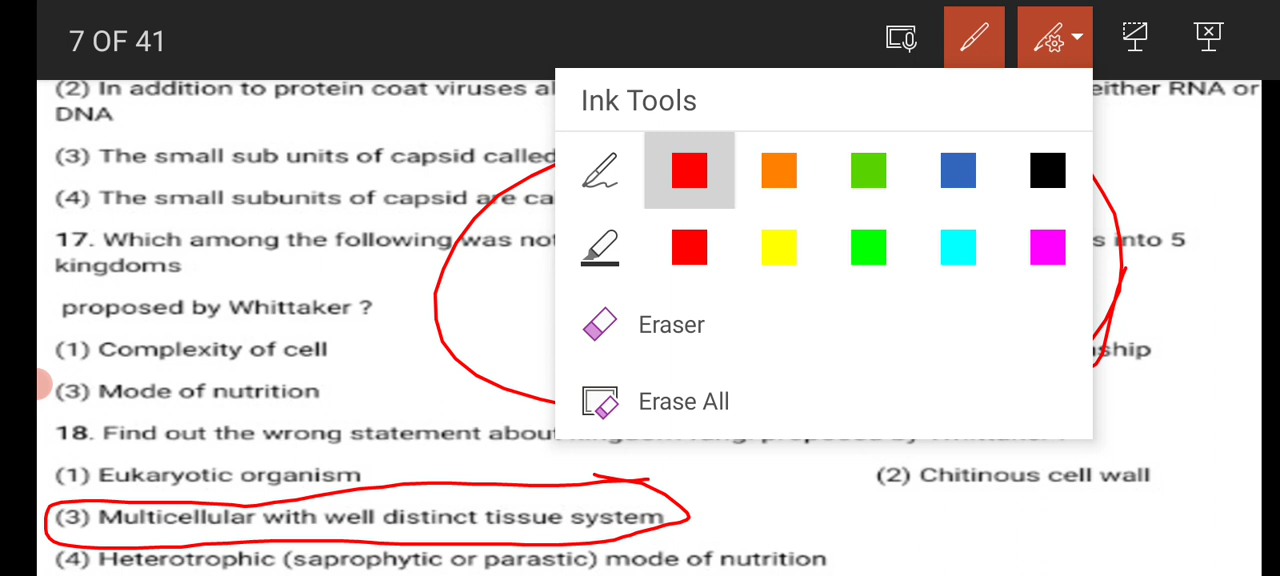 7 OF 41
(2) In addition to protein coat viruses al
either RNA or
DNA
Ink Tools
(3) The small sub units of capsid called
(4) The small subunits of capsid are ca
17. Which among the following was not
s into 5
kingdoms
proposed by Whittaker ?
Eraser
(1) Complexity of cell
ship
(3) Mode of nutrition
Erase All
18. Find out the wrong statement about
(1) Eukaryotic organism
(2) Chitinous cell wall
(3) Multicellular with well distinct tissue system
(4) Heterotrophic (saprophytic or parastic) mode of nutrition